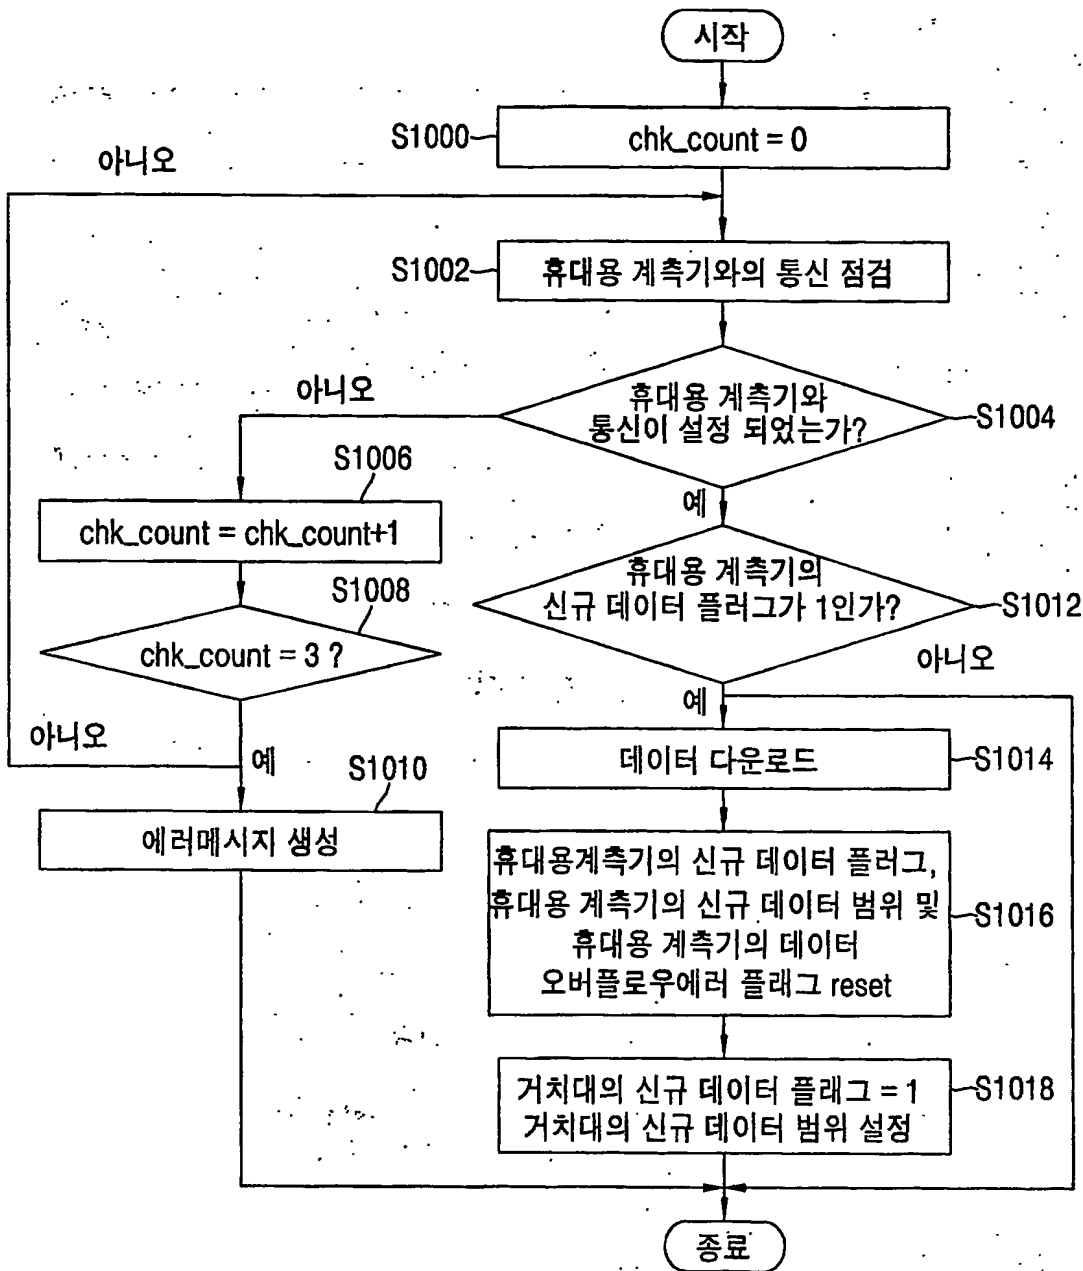 시작
S1000
chk_count = 0
아니오
S1002
휴대용 계측기와의 통신 점검
아니오
휴대용 계측기와
통신이 설정 되었는가?
S1004
S1006
예
chk_count = chk_count+1
휴대용 계측기의
신규 데이터 플러그가 1인가?
S1012
S1008
chk_count = 3 ?
아니오
예
아니오
예
S1010
데이터 다운로드
S1014
에러메시지 생성
휴대용계측기의 신규 데이터 플러그,
휴대용 계측기의 신규 데이터 범위 및
휴대용 계측기의 데이터
오버플로우에러 플래그 reset
S1016
거치대의 신규 데이터 플래그 = 1
거치대의 신규 데이터 범위 설정
S1018
종료